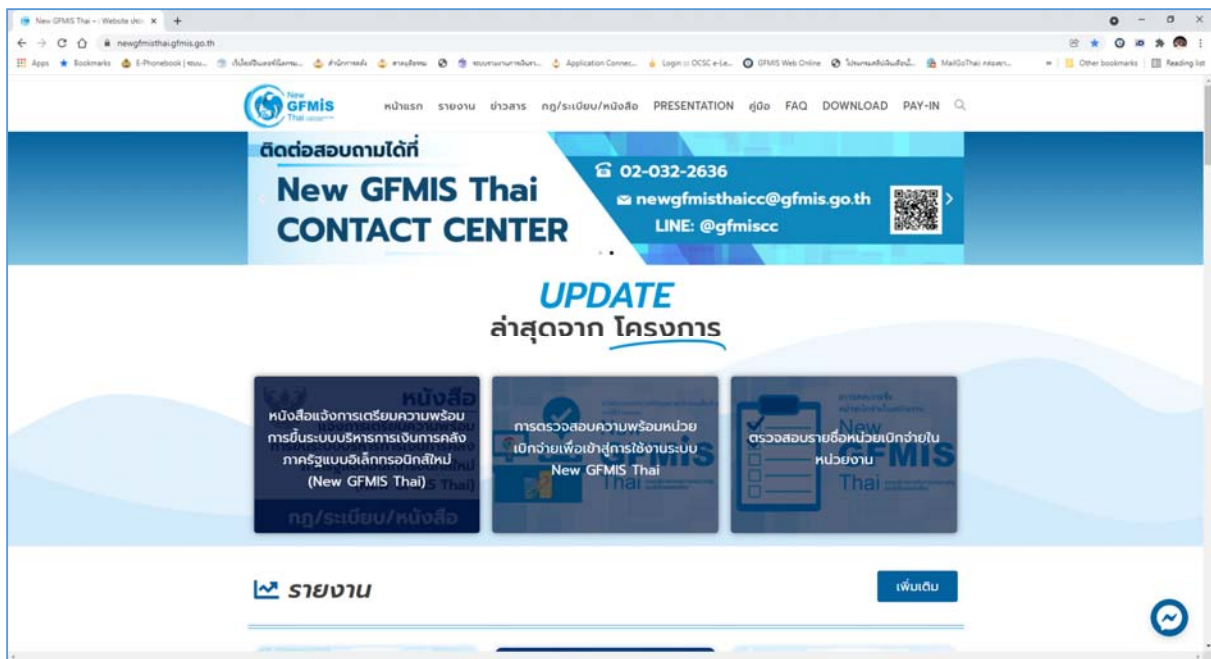 New GFMIS Thai
newgfmisthai.gfmis.go.th
Apps
Bookmarks
GFMIS Web Online
Other bookmarks
Reading list
New
GFMiS
Thai
หน้าแรก รายงาน ข่าวสาร กฎ/ระเบียบ/หนังสือ PRESENTATION คู่มือ FAQ DOWNLOAD PAY-IN
ติดต่อสอบถามได้ที่
New GFMIS Thai
CONTACT CENTER
02-032-2636
newgfmisthaicc@gfmis.go.th
LINE: @gfmiscc
UPDATE
ล่าสุดจาก โครงการ
หนังสือแจ้งการเตรียมความพร้อม
การขึ้นระบบบริหารการเงินการคลัง
ภาครัฐแบบอิเล็กทรอนิกส์ใหม่
(New GFMIS Thai)
กฎ/ระเบียบ/หนังสือ
การตรวจสอบความพร้อมหน่วย
เบิกจ่ายเพื่อเข้าสู่การใช้งานระบบ
New GFMIS Thai
ตรวจสอบรายชื่อหน่วยเบิกจ่ายใน
หน่วยงาน
รายงาน
เพิ่มเติม